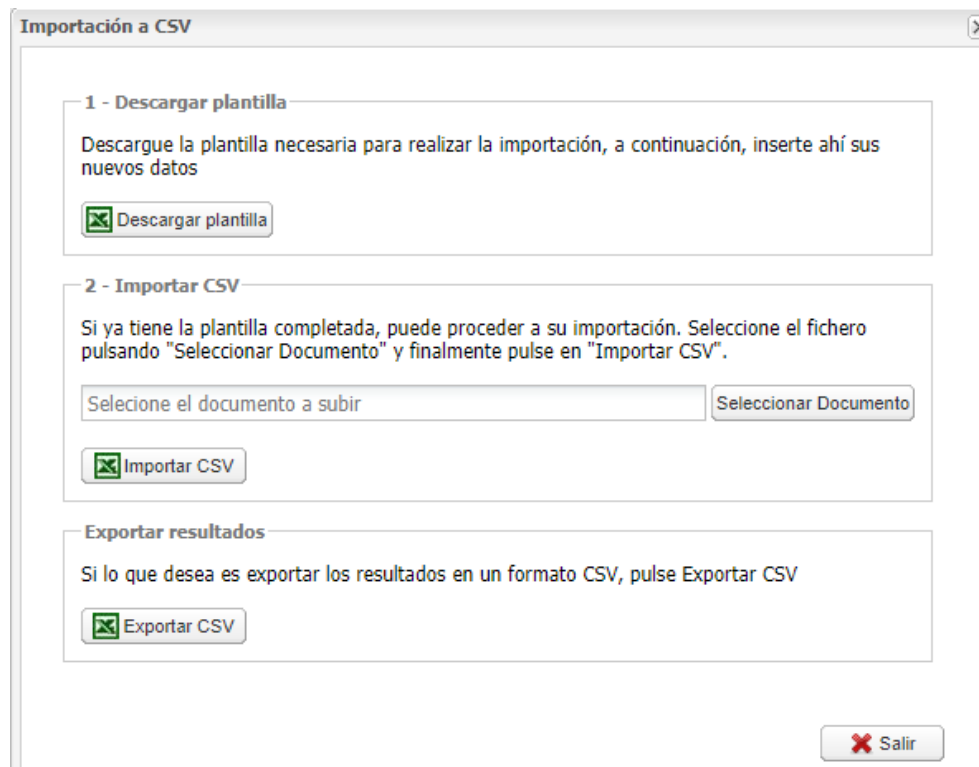 Importación a CSV
1 - Descargar plantilla
Descargue la plantilla necesaria para realizar la importación, a continuación, inserte ahí sus
nuevos datos
Descargar plantilla
2 - Importar CSV
Si ya tiene la plantilla completada, puede proceder a su importación. Seleccione el fichero
pulsando "Seleccionar Documento" y finalmente pulse en "Importar CSV".
Selecione el documento a subir
Seleccionar Documento
Importar CSV
Exportar resultados
Si lo que desea es exportar los resultados en un formato CSV, pulse Exportar CSV
Exportar CSV
Salir